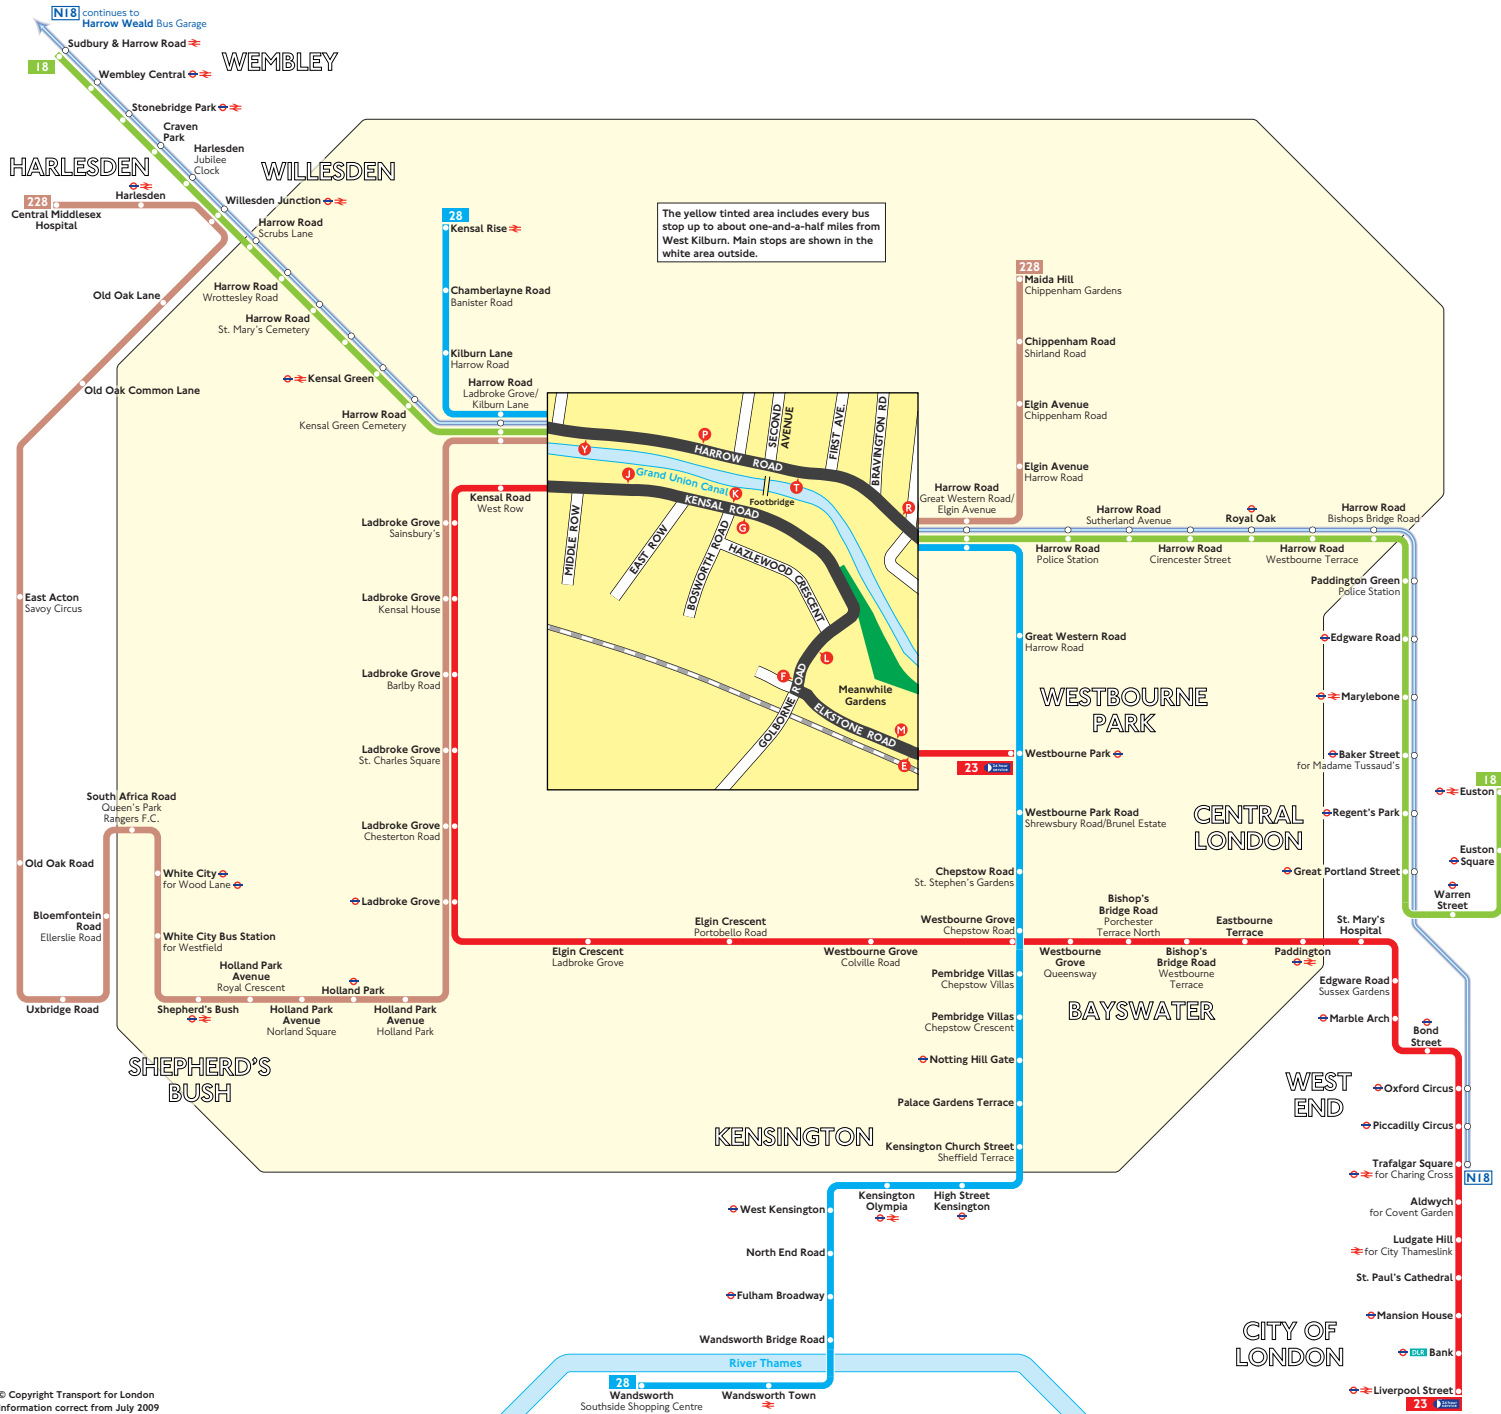 N18 continues to
Harrow Weald Bus Garage
Sudbury & Harrow Road
18
WEMBLEY
Wembley Central
Stonebridge Park
Craven
Park
Harlesden
Jubilee
Clock
HARLESDEN
WILLESDEN
Harlesden
228
Central Middlesex
Hospital
Willesden Junction
Harrow Road
Scrubs Lane
28
Kensal Rise
The yellow tinted area includes every bus
stop up to about one-and-a-half miles from
West Kilburn. Main stops are shown in the
white area outside.
228
Maida Hill
Chippenham Gardens
Old Oak Lane
Harrow Road
Wrottesley Road
Harrow Road
St. Mary's Cemetery
Chamberlayne Road
Banister Road
Chippenham Road
Shirland Road
Kilburn Lane
Harrow Road
Kensal Green
Old Oak Common Lane
Harrow Road
Ladbroke Grove/
Kilburn Lane
Harrow Road
Kensal Green Cemetery
Elgin Avenue
Chippenham Road
Elgin Avenue
Harrow Road
SECOND
AVENUE
FIRST AVE.
BRAVINGTON RD
P
HARROW ROAD
Y
J
Grand Union Canal
K
T
Footbridge
R
KENSAL ROAD
G
MIDDLE ROW
EAST ROW
BOSWORTH ROAD
HAZLEWOOD CRESCENT
L
F
Meanwhile
Gardens
GOLBORNE ROAD
ELKSTONE ROAD
M
E
Kensal Road
West Row
Harrow Road
Great Western Road/
Elgin Avenue
Harrow Road
Sutherland Avenue
Royal Oak
Harrow Road
Bishops Bridge Road
Harrow Road
Police Station
Harrow Road
Cirencester Street
Harrow Road
Westbourne Terrace
Ladbroke Grove
Sainsbury's
Paddington Green
Police Station
East Acton
Savoy Circus
Ladbroke Grove
Kensal House
Great Western Road
Harrow Road
Edgware Road
Ladbroke Grove
Barlby Road
WESTBOURNE
PARK
Marylebone
Ladbroke Grove
St. Charles Square
Westbourne Park
23 24 hour
service
Baker Street
for Madame Tussaud's
18
Euston
South Africa Road
Queen's Park
Rangers F.C.
Ladbroke Grove
Chesterton Road
Westbourne Park Road
Shrewsbury Road/Brunel Estate
CENTRAL
LONDON
Regent's Park
Euston
Square
Old Oak Road
White City
for Wood Lane
Chepstow Road
St. Stephen's Gardens
Great Portland Street
Warren
Street
Ladbroke Grove
Bloemfontein
Road
Ellerslie Road
White City Bus Station
for Westfield
Elgin Crescent
Portobello Road
Westbourne Grove
Chepstow Road
Bishop's
Bridge Road
Porchester
Terrace North
Eastbourne
Terrace
St. Mary's
Hospital
Elgin Crescent
Ladbroke Grove
Westbourne Grove
Colville Road
Westbourne
Grove
Queensway
Bishop's
Bridge Road
Westbourne
Terrace
Paddington
Holland Park
Avenue
Royal Crescent
Holland Park
Pembridge Villas
Chepstow Villas
Edgware Road
Sussex Gardens
Uxbridge Road
Shepherd's Bush
Holland Park
Avenue
Norland Square
Holland Park
Avenue
Holland Park
Pembridge Villas
Chepstow Crescent
BAYSWATER
Marble Arch
Bond
Street
Notting Hill Gate
SHEPHERD'S
BUSH
WEST
END
Oxford Circus
Palace Gardens Terrace
Piccadilly Circus
KENSINGTON
Kensington Church Street
Sheffield Terrace
Trafalgar Square
for Charing Cross
N18
Kensington
Olympia
High Street
Kensington
West Kensington
Aldwych
for Covent Garden
North End Road
Ludgate Hill
for City Thameslink
St. Paul's Cathedral
Fulham Broadway
Mansion House
Wandsworth Bridge Road
CITY OF
LONDON
DLR Bank
River Thames
28
Wandsworth
Southside Shopping Centre
Wandsworth Town
Liverpool Street
23 24 hour
service
© Copyright Transport for London
Information correct from July 2009